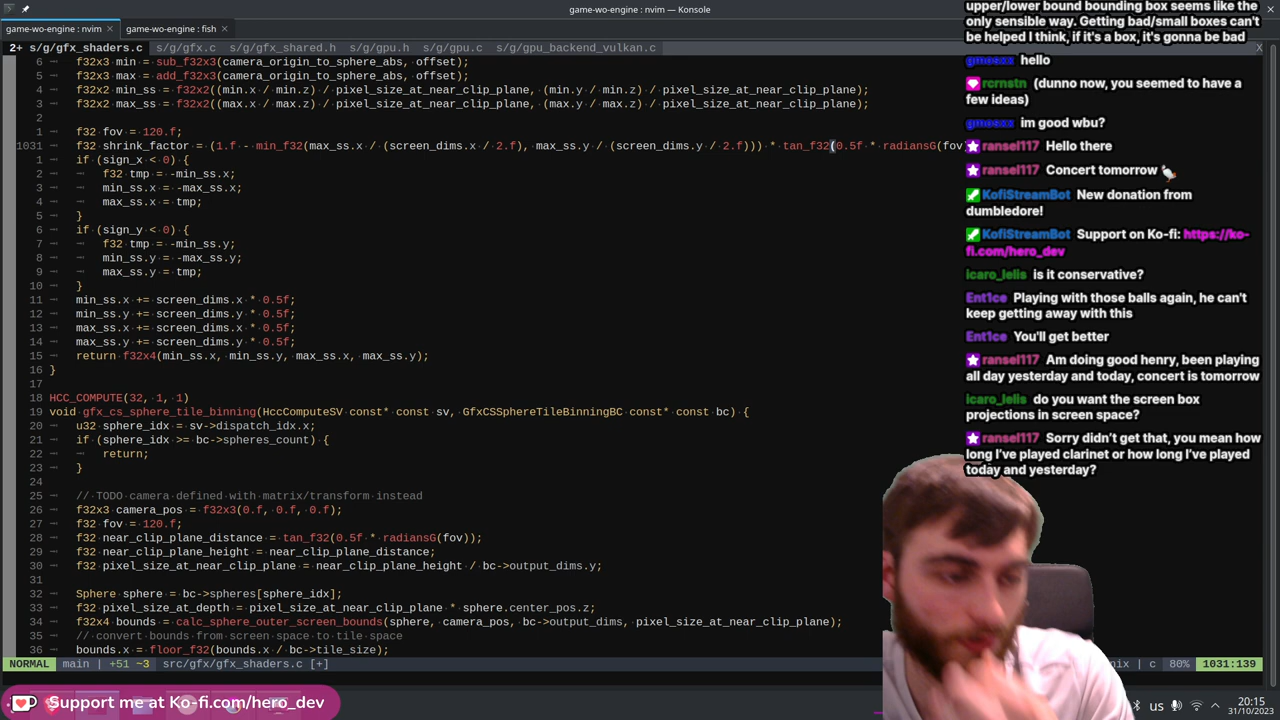 game-wo-engine : nvim — Konsole
game-wo-engine : nvim
game-wo-engine : fish
2+ s/g/gfx_shaders.c s/g/gfx.c s/g/gfx_shared.h s/g/gpu.h s/g/gpu.c s/g/gpu_backend_vulkan.c X
6 f32x3 min = sub_f32x3(camera_origin_to_sphere_abs, offset);
5 f32x3 max = add_f32x3(camera_origin_to_sphere_abs, offset);
4 f32x2 min_ss = f32x2((min.x / min.z) / pixel_size_at_near_clip_plane, (min.y / min.z) / pixel_size_at_near_clip_plane);
3 f32x2 max_ss = f32x2((max.x / max.z) / pixel_size_at_near_clip_plane, (max.y / max.z) / pixel_size_at_near_clip_plane);
2
1 f32 fov = 120.f;
1031 f32 shrink_factor = (1.f - min_f32(max_ss.x / (screen_dims.x / 2.f), max_ss.y / (screen_dims.y / 2.f))) * tan_f32(0.5f * radiansG(fov)
1 if (sign_x < 0) {
2 f32 tmp = -min_ss.x;
3 min_ss.x = -max_ss.x;
4 max_ss.x = tmp;
5 }
6 if (sign_y < 0) {
7 f32 tmp = -min_ss.y;
8 min_ss.y = -max_ss.y;
9 max_ss.y = tmp;
10 }
11 min_ss.x += screen_dims.x * 0.5f;
12 min_ss.y += screen_dims.y * 0.5f;
13 max_ss.x += screen_dims.x * 0.5f;
14 max_ss.y += screen_dims.y * 0.5f;
15 return f32x4(min_ss.x, min_ss.y, max_ss.x, max_ss.y);
16 }
17
18 HCC_COMPUTE(32, 1, 1)
19 void gfx_cs_sphere_tile_binning(HccComputeSV const* const sv, GfxCSSphereTileBinningBC const* const bc) {
20 u32 sphere_idx = sv->dispatch_idx.x;
21 if (sphere_idx >= bc->spheres_count) {
22 return;
23 }
24
25 // TODO camera defined with matrix/transform instead
26 f32x3 camera_pos = f32x3(0.f, 0.f, 0.f);
27 f32 fov = 120.f;
28 f32 near_clip_plane_distance = tan_f32(0.5f * radiansG(fov));
29 f32 near_clip_plane_height = near_clip_plane_distance;
30 f32 pixel_size_at_near_clip_plane = near_clip_plane_height / bc->output_dims.y;
31
32 Sphere sphere = bc->spheres[sphere_idx];
33 f32 pixel_size_at_depth = pixel_size_at_near_clip_plane * sphere.center_pos.z;
34 f32x4 bounds = calc_sphere_outer_screen_bounds(sphere, camera_pos, bc->output_dims, pixel_size_at_near_clip_plane);
35 // convert bounds from screen space to tile space
36 bounds.x = floor_f32(bounds.x / bc->tile_size);
NORMAL main | +51 ~3 | src/gfx/gfx_shaders.c [+] | c | 80% 1031:139
upper/lower bound bounding box seems like the
only sensible way. Getting bad/small boxes can't
be helped I think, if it's a box, it's gonna be bad
gmosxx hello
rcrnstn (dunno now, you seemed to have a
few ideas)
gmosxx im good wbu?
ransel117 Hello there
ransel117 Concert tomorrow
KofiStreamBot New donation from
dumbledore!
KofiStreamBot Support on Ko-fi: https://ko-
fi.com/hero_dev
icaro_lelis is it conservative?
Ent1ce Playing with those balls again, he can't
keep getting away with this
Ent1ce You'll get better
ransel117 Am doing good henry, been playing
all day yesterday and today, concert is tomorrow
icaro_lelis do you want the screen box
projections in screen space?
ransel117 Sorry didn't get that, you mean how
long I've played clarinet or how long I've played
today and yesterday?
Support me at Ko-fi.com/hero_dev
us
20:15
31/10/2023